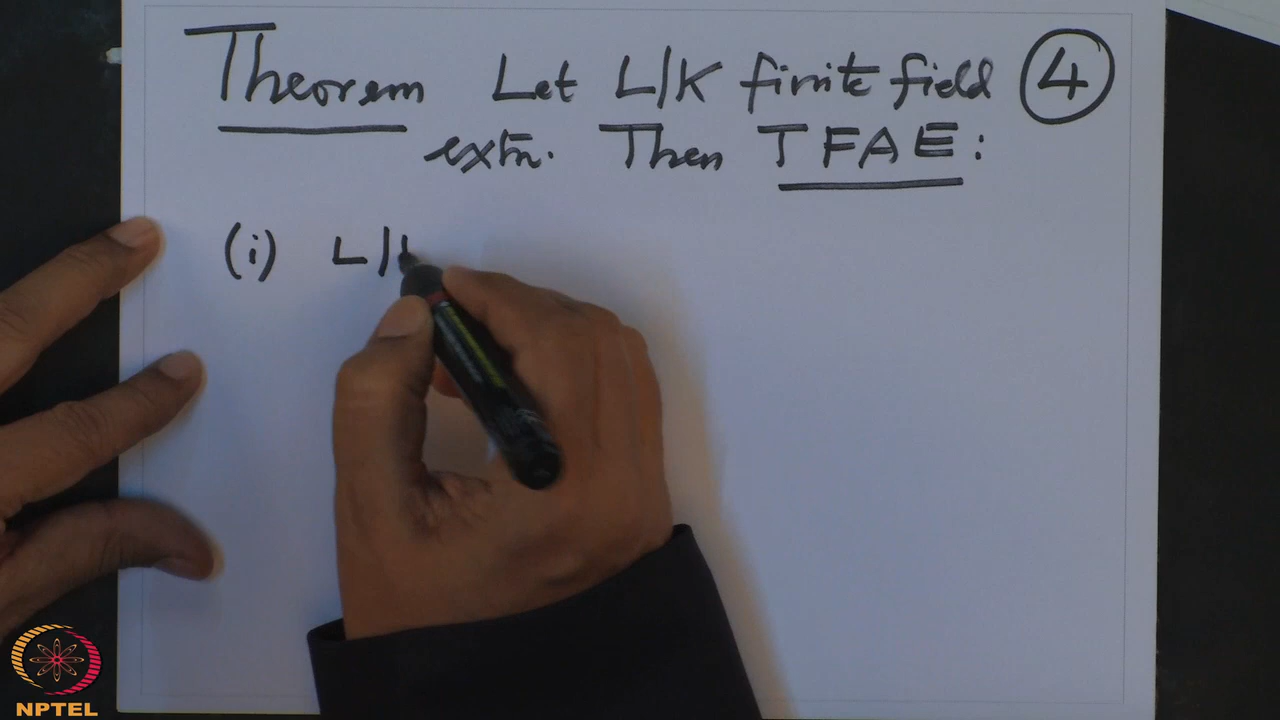 Theorem Let L|K finite field ④
extn. Then TFAE:
(i) L|
NPTEL